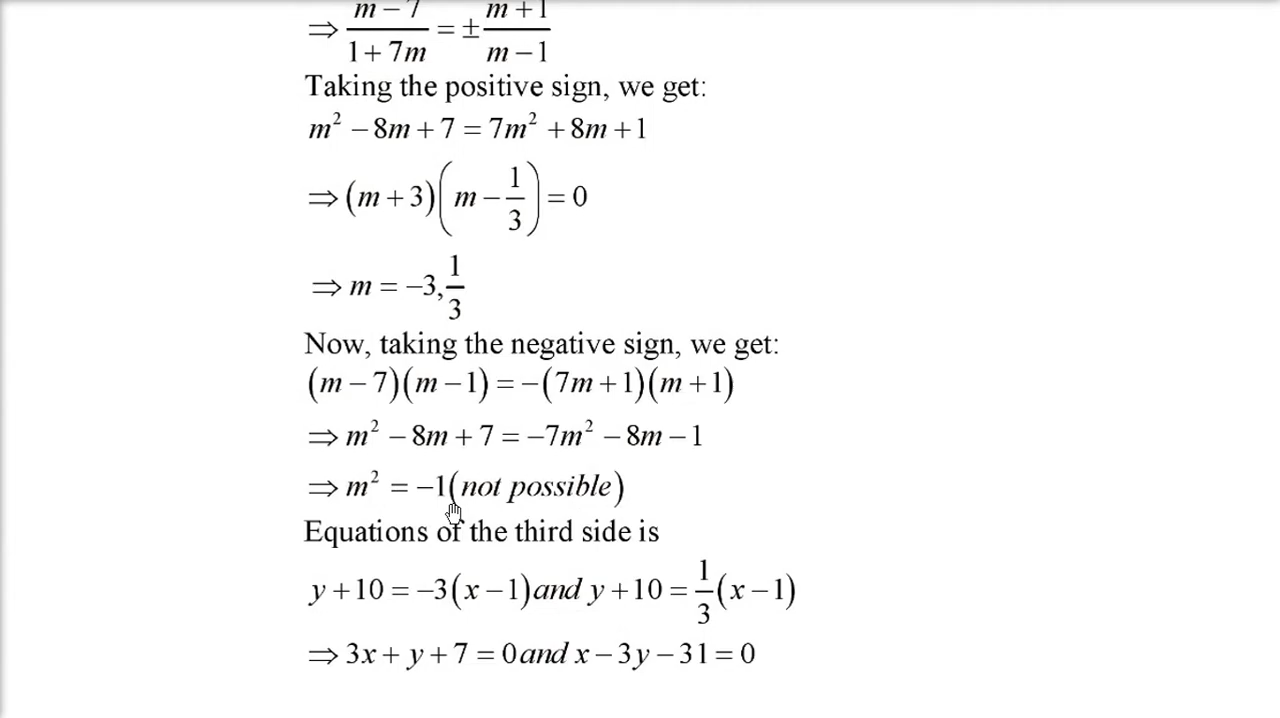 ⇒ (m − 7)/(1 + 7m) = ± (m + 1)/(m − 1)
Taking the positive sign, we get:
m² − 8m + 7 = 7m² + 8m + 1
⇒ (m + 3)(m − 1/3) = 0
⇒ m = −3, 1/3
Now, taking the negative sign, we get:
(m − 7)(m − 1) = −(7m + 1)(m + 1)
⇒ m² − 8m + 7 = −7m² − 8m − 1
⇒ m² = −1(not possible)
Equations of the third side is
y + 10 = −3(x − 1) and y + 10 = 1/3 (x − 1)
⇒ 3x + y + 7 = 0 and x − 3y − 31 = 0